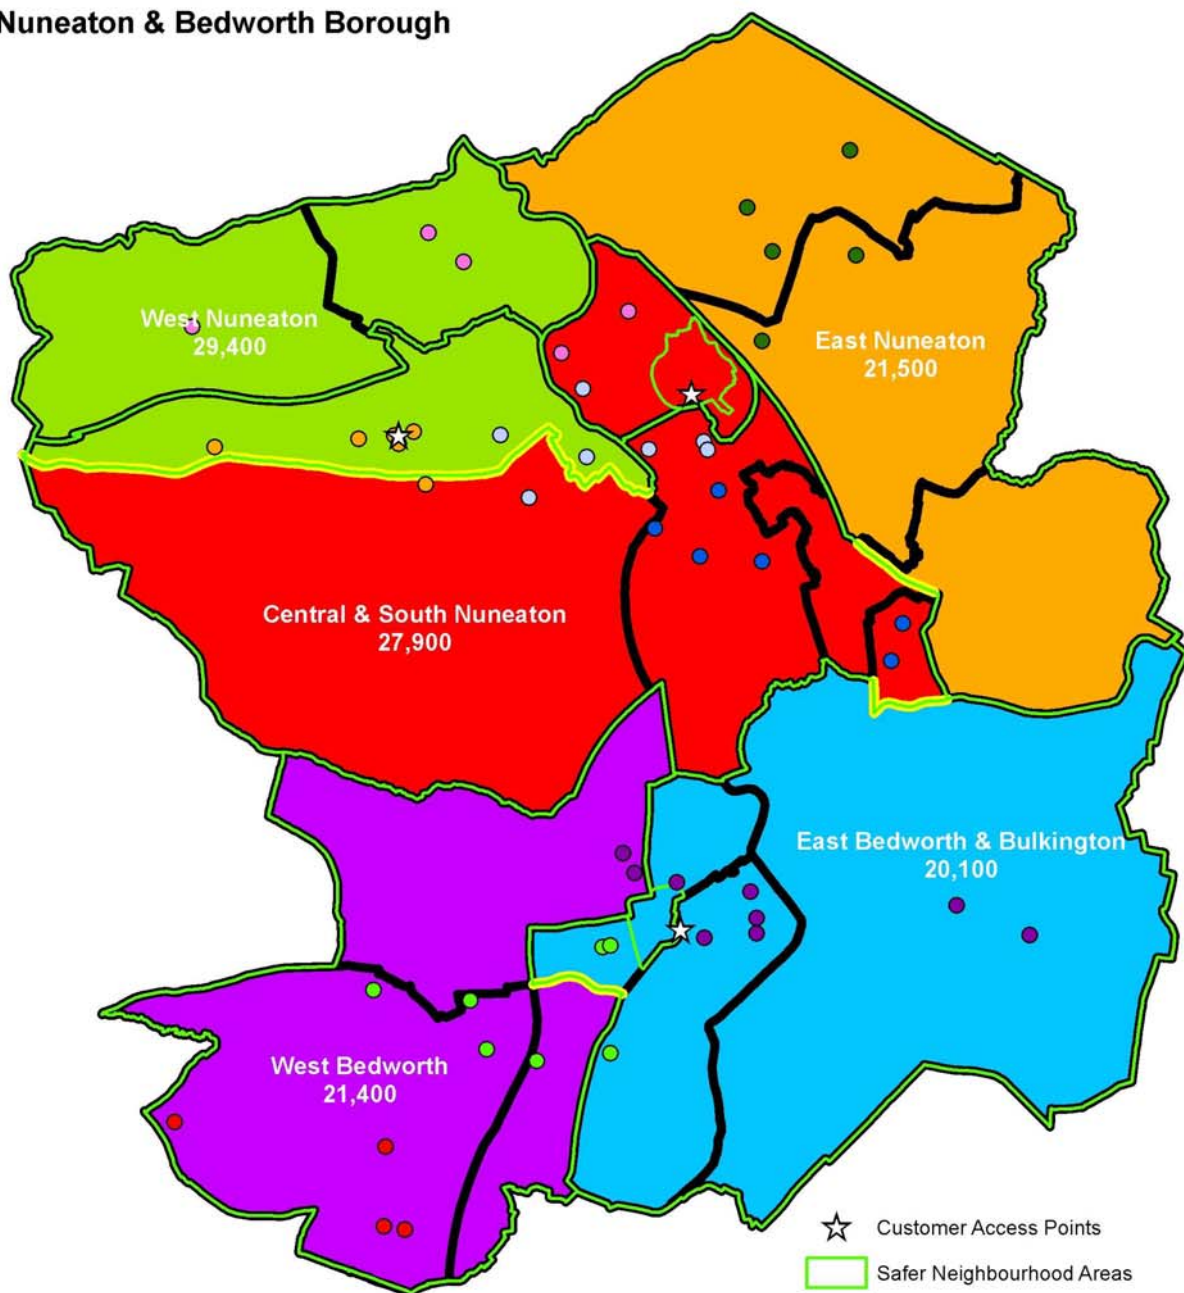 Nuneaton & Bedworth Borough
West Nuneaton
29,400
East Nuneaton
21,500
Central & South Nuneaton
27,900
East Bedworth & Bulkington
20,100
West Bedworth
21,400
Customer Access Points
Safer Neighbourhood Areas